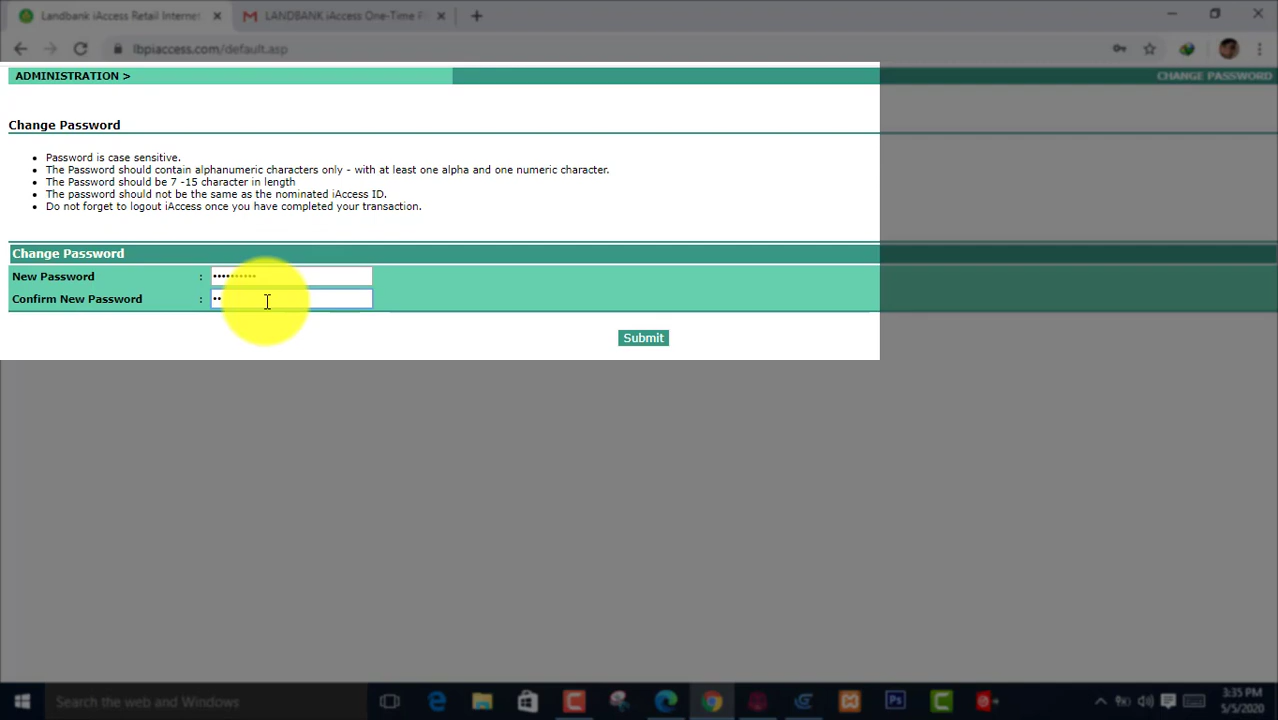 Landbank iAccess Retail Internet
LANDBANK iAccess One-Time
lbpiaccess.com/default.asp
ADMINISTRATION >
CHANGE PASSWORD
Change Password
• Password is case sensitive.
• The Password should contain alphanumeric characters only - with at least one alpha and one numeric character.
• The Password should be 7 -15 character in length
• The password should not be the same as the nominated iAccess ID.
• Do not forget to logout iAccess once you have completed your transaction.
Change Password
New Password : ••••••••••
Confirm New Password : ••
Submit
Search the web and Windows
3:35 PM
5/5/2020